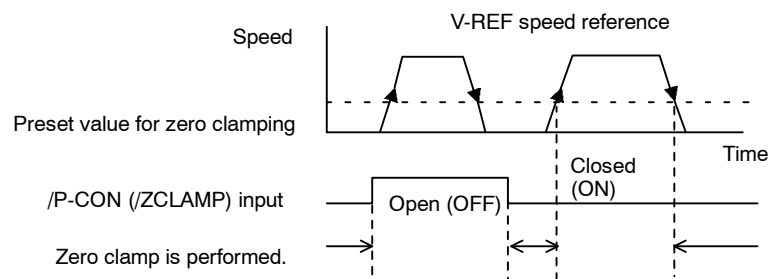 V-REF speed reference
Speed
Preset value for zero clamping
Time
Closed
(ON)
/P-CON (/ZCLAMP) input
Open (OFF)
Zero clamp is performed.